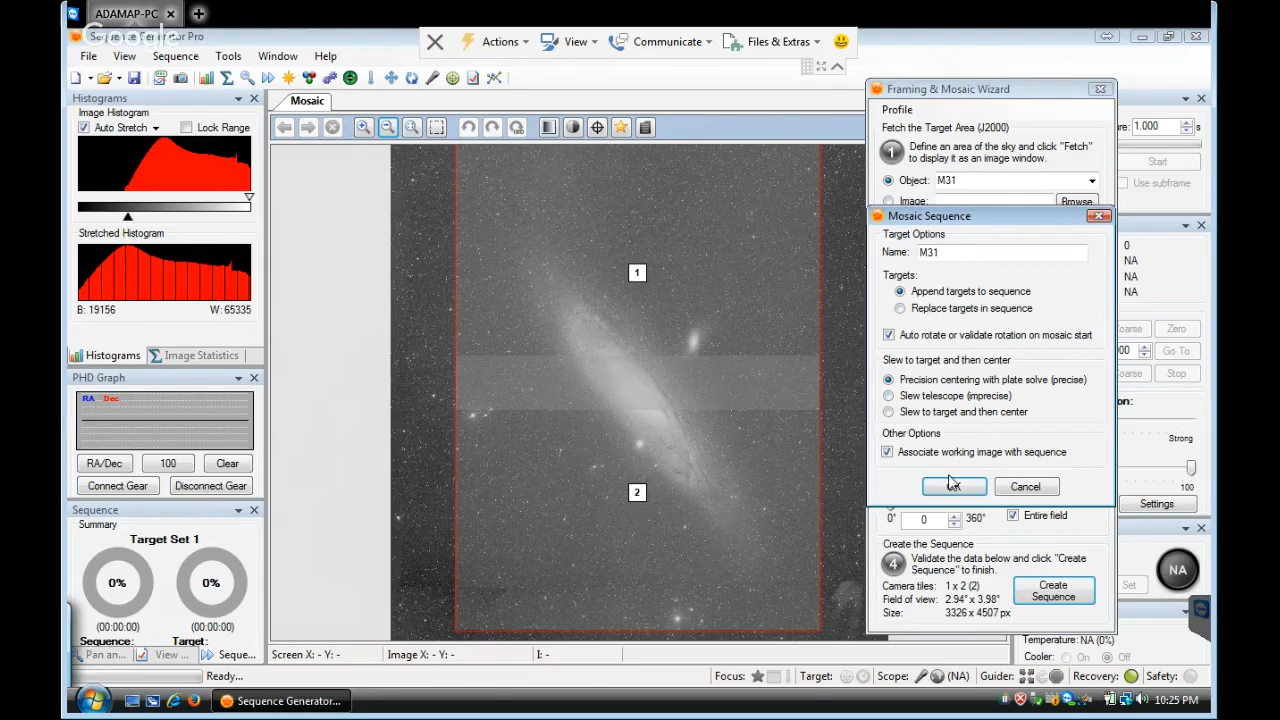 ADAMAP-PC
Google
Sequence Generator Pro
Actions
View
Communicate
Files & Extras
File View Sequence Tools Window Help
Histograms
Image Histogram
Auto Stretch
Lock Range
Stretched Histogram
B: 19156
W: 65335
Histograms
Image Statistics
PHD Graph
RA Dec
RA/Dec
100
Clear
Connect Gear
Disconnect Gear
Sequence
Summary
Target Set 1
0%
0%
(00:00:00)
(00:00:00)
Sequence:
Target:
Pan an...
View ...
Seque...
Ready...
Mosaic
1
2
Screen X: - Y: -
Image X: - Y: -
I: -
Framing & Mosaic Wizard
Profile
Fetch the Target Area (J2000)
1
Define an area of the sky and click "Fetch"
to display it as an image window.
Object:
M31
Image:
Browse
Mosaic Sequence
Target Options
Name:
M31
Targets:
Append targets to sequence
Replace targets in sequence
Auto rotate or validate rotation on mosaic start
Slew to target and then center
Precision centering with plate solve (precise)
Slew telescope (imprecise)
Slew to target and then center
Other Options
Associate working image with sequence
OK
Cancel
0°
0
360°
Entire field
Create the Sequence
4
Validate the data below and click "Create
Sequence" to finish.
Camera tiles: 1 x 2 (2)
Field of view: 2.94° x 3.98°
Size: 3326 x 4507 px
Create
Sequence
1.000
s
Start
Use subframe
0
NA
NA
NA
Zero
Go To
Stop
Strong
100
Settings
NA
Set
Temperature: NA (0%)
Cooler:
On
Off
Focus:
Target:
Scope:
(NA)
Guider:
Recovery:
Safety:
Sequence Generator...
10:25 PM